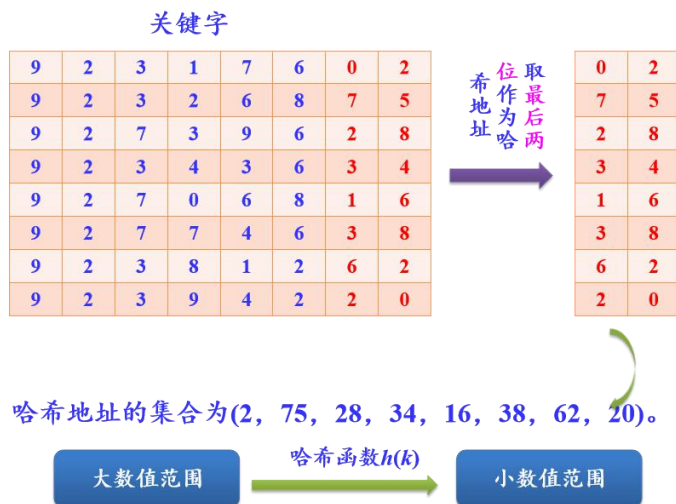 关键字
9 2 3 1 7 6 0 2
9 2 3 2 6 8 7 5
9 2 7 3 9 6 2 8
9 2 3 4 3 6 3 4
9 2 7 0 6 8 1 6
9 2 7 7 4 6 3 8
9 2 3 8 1 2 6 2
9 2 3 9 4 2 2 0
取最后两
位作为哈
希地址
0 2
7 5
2 8
3 4
1 6
3 8
6 2
2 0
哈希地址的集合为(2，75，28，34，16，38，62，20)。
大数值范围
哈希函数h(k)
小数值范围